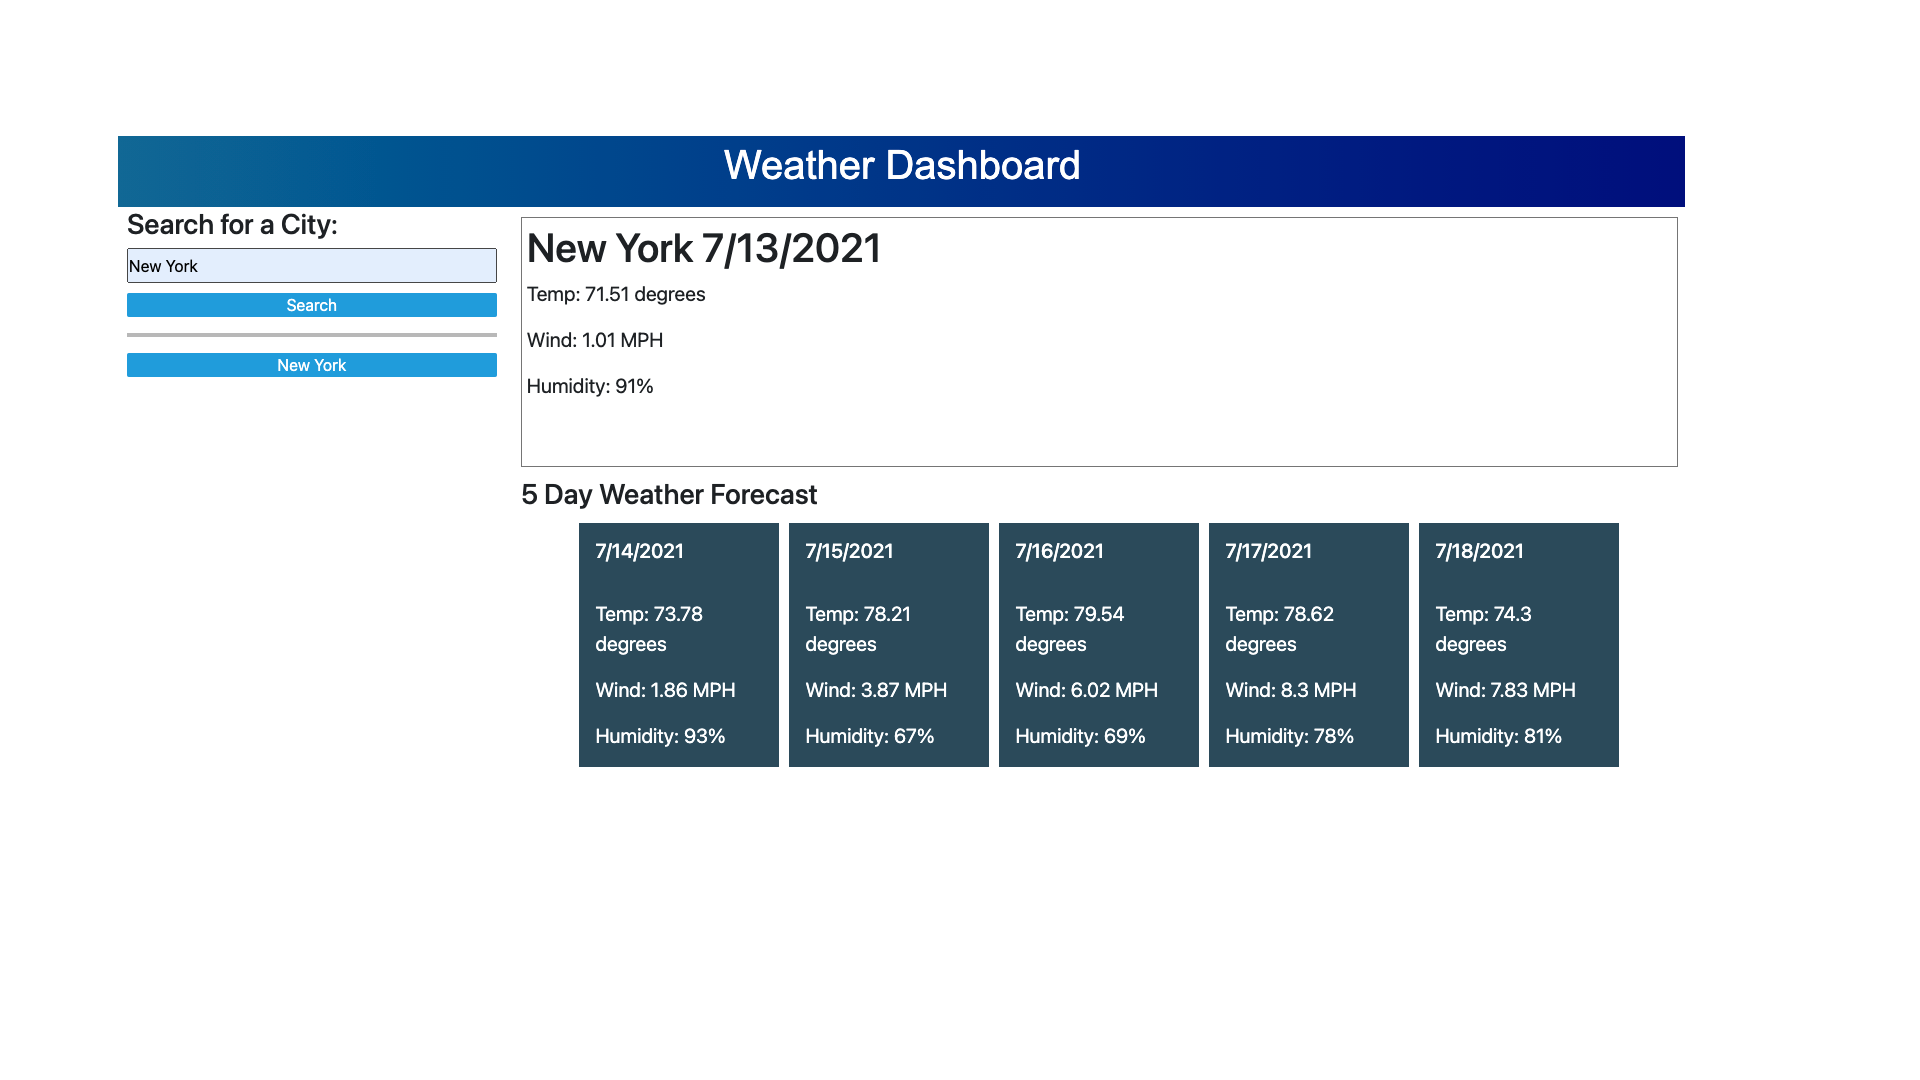 Weather Dashboard
Search for a City:
New York
Search
New York
New York 7/13/2021
Temp: 71.51 degrees
Wind: 1.01 MPH
Humidity: 91%
5 Day Weather Forecast
7/14/2021
Temp: 73.78
degrees
Wind: 1.86 MPH
Humidity: 93%
7/15/2021
Temp: 78.21
degrees
Wind: 3.87 MPH
Humidity: 67%
7/16/2021
Temp: 79.54
degrees
Wind: 6.02 MPH
Humidity: 69%
7/17/2021
Temp: 78.62
degrees
Wind: 8.3 MPH
Humidity: 78%
7/18/2021
Temp: 74.3
degrees
Wind: 7.83 MPH
Humidity: 81%